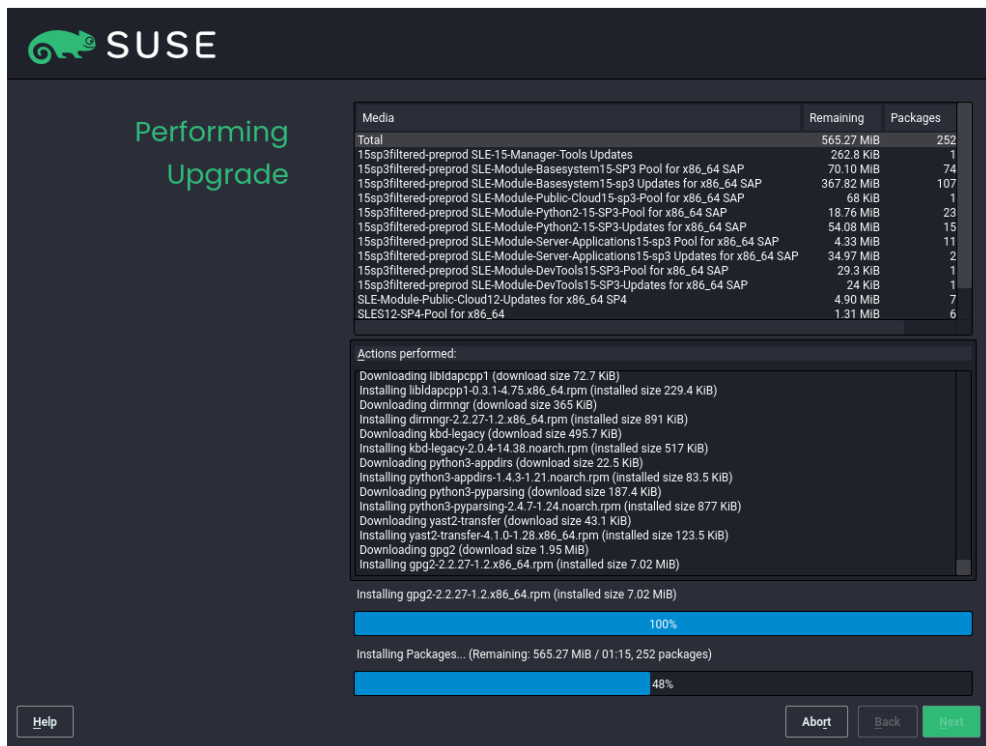 SUSE
Performing
Upgrade
Media Remaining Packages
Total 565.27 MiB 252
15sp3filtered-preprod SLE-15-Manager-Tools Updates 262.8 KiB 1
15sp3filtered-preprod SLE-Module-Basesystem15-SP3 Pool for x86_64 SAP 70.10 MiB 74
15sp3filtered-preprod SLE-Module-Basesystem15-sp3 Updates for x86_64 SAP 367.82 MiB 107
15sp3filtered-preprod SLE-Module-Public-Cloud15-sp3-Pool for x86_64 SAP 68 KiB 1
15sp3filtered-preprod SLE-Module-Python2-15-SP3-Pool for x86_64 SAP 18.76 MiB 23
15sp3filtered-preprod SLE-Module-Python2-15-SP3-Updates for x86_64 SAP 54.08 MiB 15
15sp3filtered-preprod SLE-Module-Server-Applications15-sp3 Pool for x86_64 SAP 4.33 MiB 11
15sp3filtered-preprod SLE-Module-Server-Applications15-sp3 Updates for x86_64 SAP 34.97 MiB 2
15sp3filtered-preprod SLE-Module-DevTools15-SP3-Pool for x86_64 SAP 29.3 KiB 1
15sp3filtered-preprod SLE-Module-DevTools15-SP3-Updates for x86_64 SAP 24 KiB 1
SLE-Module-Public-Cloud12-Updates for x86_64 SP4 4.90 MiB 7
SLES12-SP4-Pool for x86_64 1.31 MiB 6
Actions performed:
Downloading libldapcpp1 (download size 72.7 KiB)
Installing libldapcpp1-0.3.1-4.75.x86_64.rpm (installed size 229.4 KiB)
Downloading dirmngr (download size 365 KiB)
Installing dirmngr-2.2.27-1.2.x86_64.rpm (installed size 891 KiB)
Downloading kbd-legacy (download size 495.7 KiB)
Installing kbd-legacy-2.0.4-14.38.noarch.rpm (installed size 517 KiB)
Downloading python3-appdirs (download size 22.5 KiB)
Installing python3-appdirs-1.4.3-1.21.noarch.rpm (installed size 83.5 KiB)
Downloading python3-pyparsing (download size 187.4 KiB)
Installing python3-pyparsing-2.4.7-1.24.noarch.rpm (installed size 877 KiB)
Downloading yast2-transfer (download size 43.1 KiB)
Installing yast2-transfer-4.1.0-1.28.x86_64.rpm (installed size 123.5 KiB)
Downloading gpg2 (download size 1.95 MiB)
Installing gpg2-2.2.27-1.2.x86_64.rpm (installed size 7.02 MiB)
Installing gpg2-2.2.27-1.2.x86_64.rpm (installed size 7.02 MiB)
100%
Installing Packages... (Remaining: 565.27 MiB / 01:15, 252 packages)
48%
Help Abort Back Next